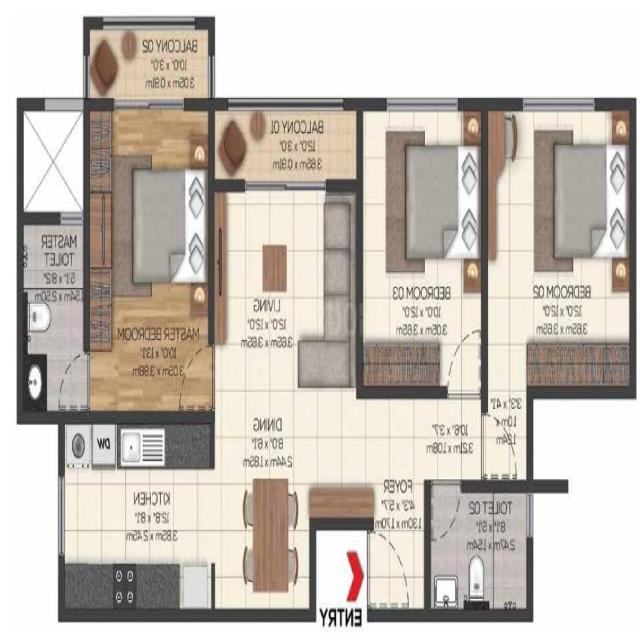 BALCONY 02
10'0" x 3'0"
3.05m x 0.91m
BALCONY 01
12'0" x 3'0"
3.65m x 0.91m
MASTER
TOILET
5'1" x 8'2"
1.54m x 2.50m
MASTER BEDROOM
10'0" x 13'1"
3.05m x 3.98m
LIVING
12'0" x 12'0"
3.65m x 3.65m
BEDROOM 03
10'0" x 12'0"
3.05m x 3.65m
BEDROOM 02
12'0" x 12'0"
3.65m x 3.65m
3'3" x 4'1"
1.0m x
1.24m
10'6" x 3'7"
3.21m x 1.08m
DINING
8'0" x 6'1"
2.44m x 1.85m
DW
KITCHEN
12'8" x 8'1"
3.85m x 2.45m
FOYER
4'3" x 5'7"
1.30m x 1.70m
TOILET 02
8'1" x 5'1"
2.47m x 1.54m
ENTRY